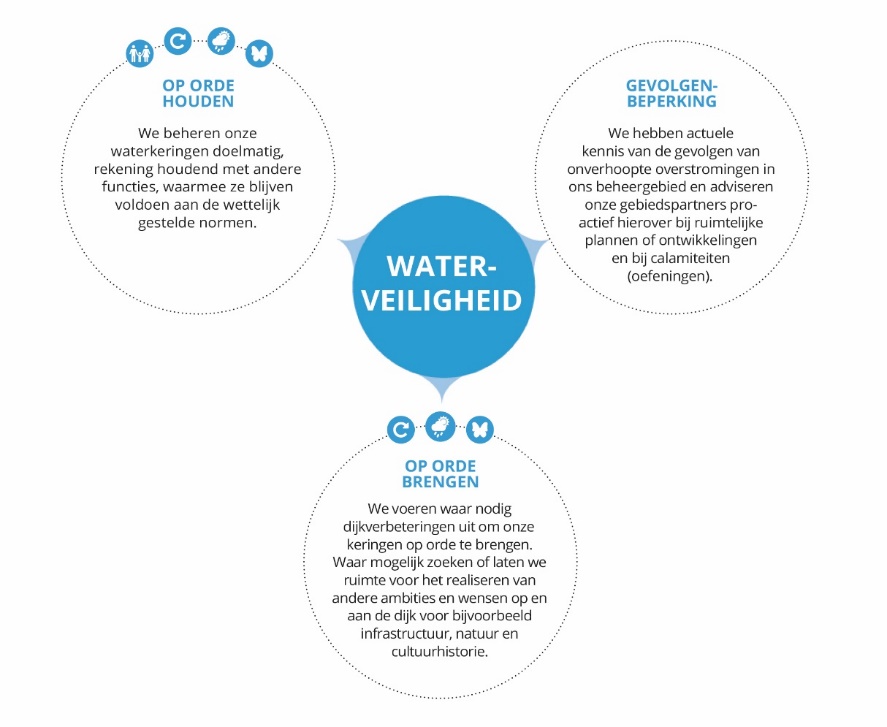 OP ORDE
HOUDEN
We beheren onze
waterkeringen doelmatig,
rekening houdend met andere
functies, waarmee ze blijven
voldoen aan de wettelijk
gestelde normen.
GEVOLGEN-
BEPERKING
We hebben actuele
kennis van de gevolgen van
onverhoopte overstromingen in
ons beheergebied en adviseren
onze gebiedspartners pro-
actief hierover bij ruimtelijke
plannen of ontwikkelingen
en bij calamiteiten
(oefeningen).
WATER-
VEILIGHEID
OP ORDE
BRENGEN
We voeren waar nodig
dijkverbeteringen uit om onze
keringen op orde te brengen.
Waar mogelijk zoeken of laten we
ruimte voor het realiseren van
andere ambities en wensen op en
aan de dijk voor bijvoorbeeld
infrastructuur, natuur en
cultuurhistorie.